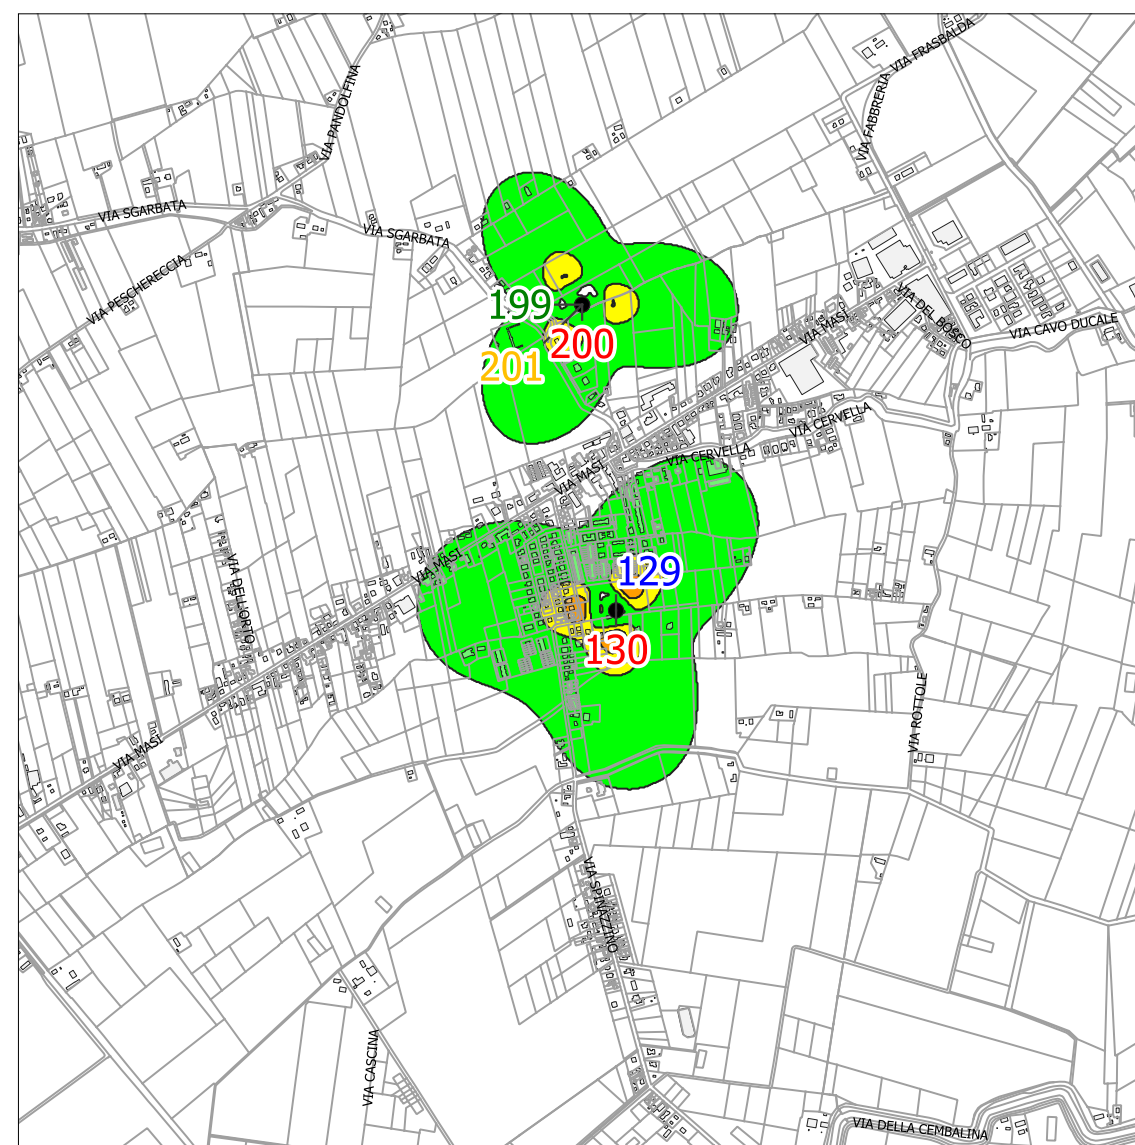 VIA FRASBALDA
VIA PANDOLFINA
VIA FABBRERIA
VIA SGARBATA
VIA SGARBATA
VIA PESCHERECCIA
199
VIA DEL BOSCO
VIA MASI
VIA CAVO DUCALE
200
201
VIA CERVELLA
VIA CERVELLA
VIA MASI
VIA MASI
129
VIA DELL'ORTO
130
VIA ROTTOLE
VIA MASI
VIA SPINAZZINO
VIA CASCINA
VIA DELLA CEMBALINA